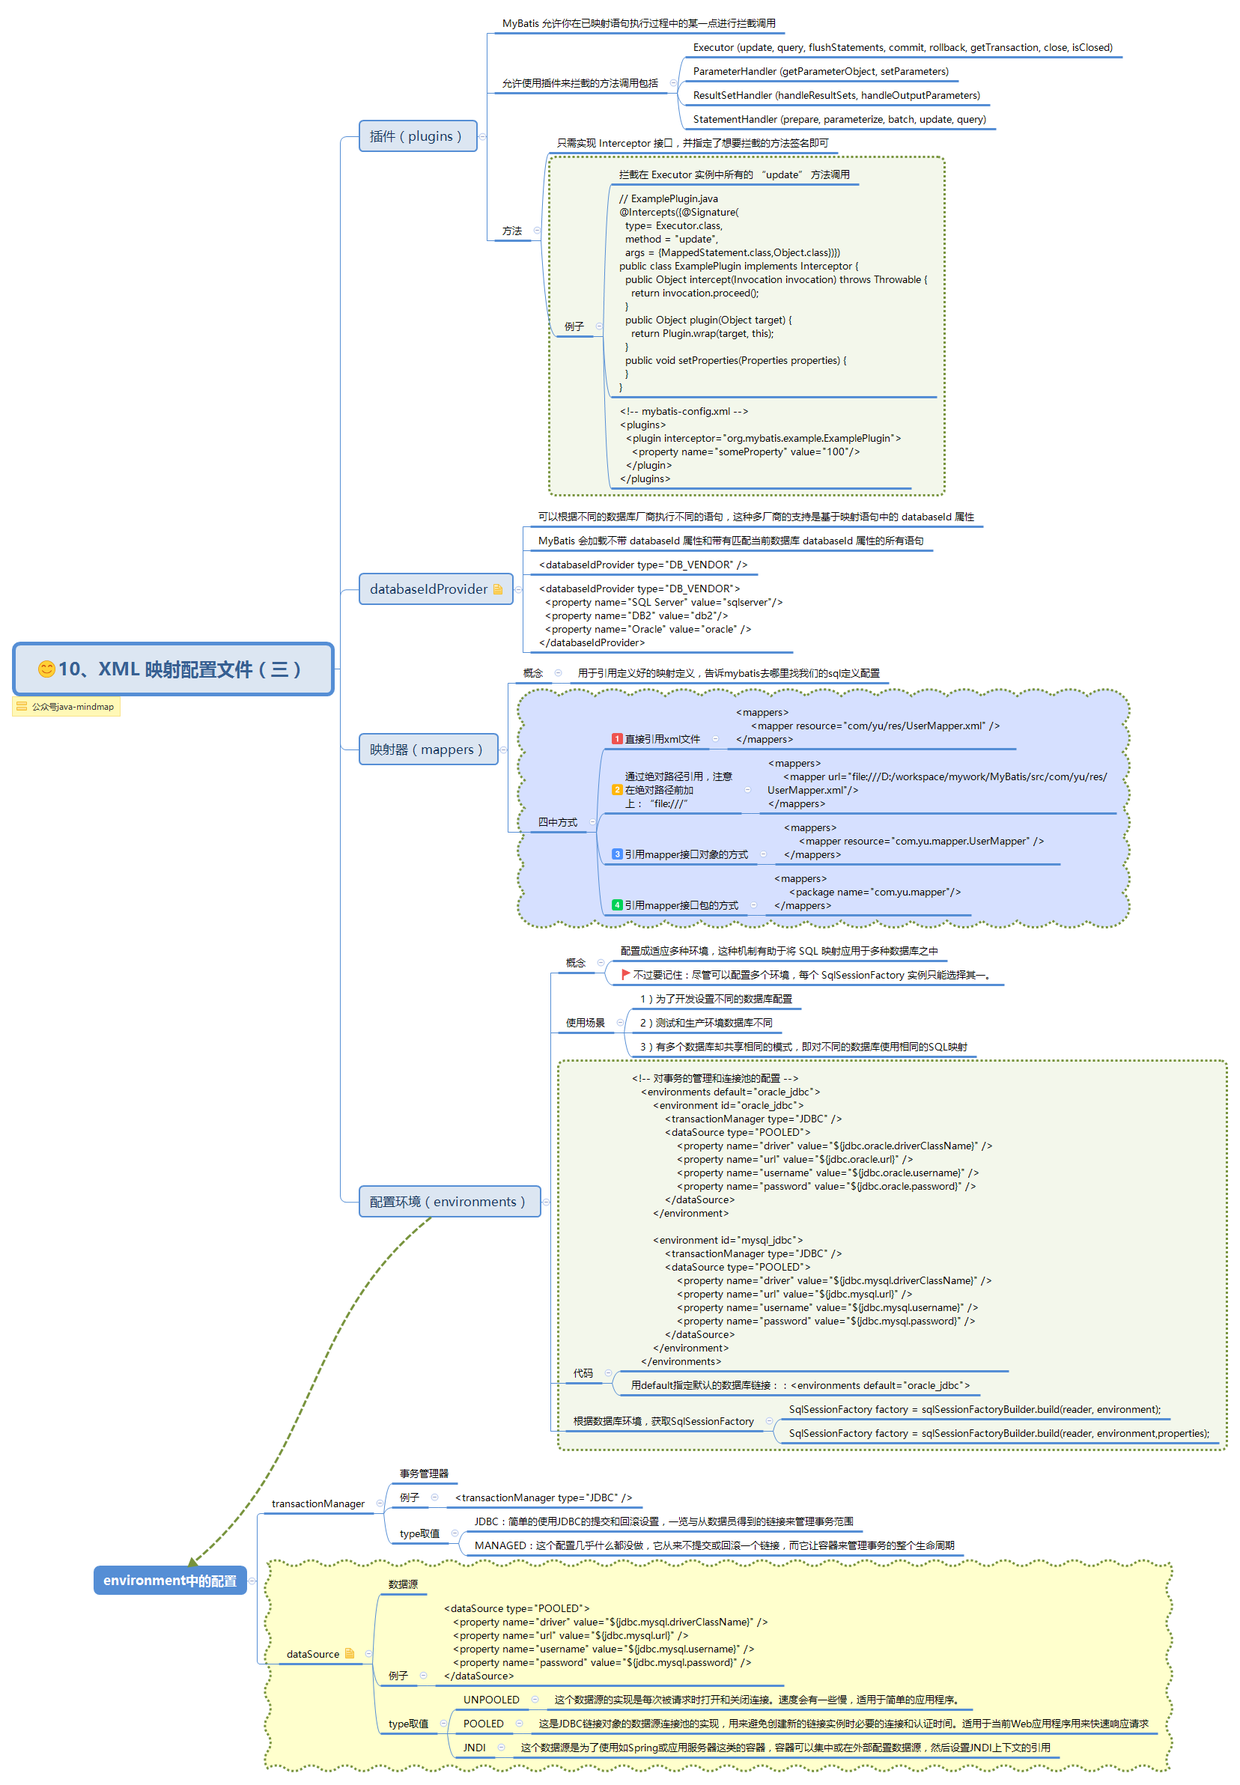 MyBatis 允许你在已映射语句执行过程中的某一点进行拦截调用
允许使用插件来拦截的方法调用包括
Executor (update, query, flushStatements, commit, rollback, getTransaction, close, isClosed)
ParameterHandler (getParameterObject, setParameters)
ResultSetHandler (handleResultSets, handleOutputParameters)
StatementHandler (prepare, parameterize, batch, update, query)
插件（plugins）
方法
只需实现 Interceptor 接口，并指定了想要拦截的方法签名即可
例子
拦截在 Executor 实例中所有的 “update” 方法调用
// ExamplePlugin.java
@Intercepts({@Signature(
type= Executor.class,
method = "update",
args = {MappedStatement.class,Object.class})})
public class ExamplePlugin implements Interceptor {
public Object intercept(Invocation invocation) throws Throwable {
return invocation.proceed();
}
public Object plugin(Object target) {
return Plugin.wrap(target, this);
}
public void setProperties(Properties properties) {
}
}
<!-- mybatis-config.xml -->
<plugins>
<plugin interceptor="org.mybatis.example.ExamplePlugin">
<property name="someProperty" value="100"/>
</plugin>
</plugins>
databaseIdProvider
可以根据不同的数据库厂商执行不同的语句，这种多厂商的支持是基于映射语句中的 databaseId 属性
MyBatis 会加载不带 databaseId 属性和带有匹配当前数据库 databaseId 属性的所有语句
<databaseIdProvider type="DB_VENDOR" />
<databaseIdProvider type="DB_VENDOR">
<property name="SQL Server" value="sqlserver"/>
<property name="DB2" value="db2"/>
<property name="Oracle" value="oracle" />
</databaseIdProvider>
10、XML 映射配置文件（三）
公众号java-mindmap
映射器（mappers）
概念
用于引用定义好的映射定义，告诉mybatis去哪里找我们的sql定义配置
四中方式
1 直接引用xml文件
<mappers>
<mapper resource="com/yu/res/UserMapper.xml" />
</mappers>
2 通过绝对路径引用，注意
在绝对路径前加
上：“file:///”
<mappers>
<mapper url="file:///D:/workspace/mywork/MyBatis/src/com/yu/res/
UserMapper.xml"/>
</mappers>
3 引用mapper接口对象的方式
<mappers>
<mapper resource="com.yu.mapper.UserMapper" />
</mappers>
4 引用mapper接口包的方式
<mappers>
<package name="com.yu.mapper"/>
</mappers>
配置环境（environments）
概念
配置成适应多种环境，这种机制有助于将 SQL 映射应用于多种数据库之中
不过要记住：尽管可以配置多个环境，每个 SqlSessionFactory 实例只能选择其一。
使用场景
1）为了开发设置不同的数据库配置
2）测试和生产环境数据库不同
3）有多个数据库却共享相同的模式，即对不同的数据库使用相同的SQL映射
代码
<!-- 对事务的管理和连接池的配置 -->
<environments default="oracle_jdbc">
<environment id="oracle_jdbc">
<transactionManager type="JDBC" />
<dataSource type="POOLED">
<property name="driver" value="${jdbc.oracle.driverClassName}" />
<property name="url" value="${jdbc.oracle.url}" />
<property name="username" value="${jdbc.oracle.username}" />
<property name="password" value="${jdbc.oracle.password}" />
</dataSource>
</environment>
<environment id="mysql_jdbc">
<transactionManager type="JDBC" />
<dataSource type="POOLED">
<property name="driver" value="${jdbc.mysql.driverClassName}" />
<property name="url" value="${jdbc.mysql.url}" />
<property name="username" value="${jdbc.mysql.username}" />
<property name="password" value="${jdbc.mysql.password}" />
</dataSource>
</environment>
</environments>
用default指定默认的数据库链接：：<environments default="oracle_jdbc">
根据数据库环境，获取SqlSessionFactory
SqlSessionFactory factory = sqlSessionFactoryBuilder.build(reader, environment);
SqlSessionFactory factory = sqlSessionFactoryBuilder.build(reader, environment,properties);
environment中的配置
transactionManager
事务管理器
例子
<transactionManager type="JDBC" />
type取值
JDBC：简单的使用JDBC的提交和回滚设置，一览与从数据员得到的链接来管理事务范围
MANAGED：这个配置几乎什么都没做，它从来不提交或回滚一个链接，而它让容器来管理事务的整个生命周期
dataSource
数据源
例子
<dataSource type="POOLED">
<property name="driver" value="${jdbc.mysql.driverClassName}" />
<property name="url" value="${jdbc.mysql.url}" />
<property name="username" value="${jdbc.mysql.username}" />
<property name="password" value="${jdbc.mysql.password}" />
</dataSource>
type取值
UNPOOLED
这个数据源的实现是每次被请求时打开和关闭连接。速度会有一些慢，适用于简单的应用程序。
POOLED
这是JDBC链接对象的数据源连接池的实现，用来避免创建新的链接实例时必要的连接和认证时间。适用于当前Web应用程序用来快速响应请求
JNDI
这个数据源是为了使用如Spring或应用服务器这类的容器，容器可以集中或在外部配置数据源，然后设置JNDI上下文的引用